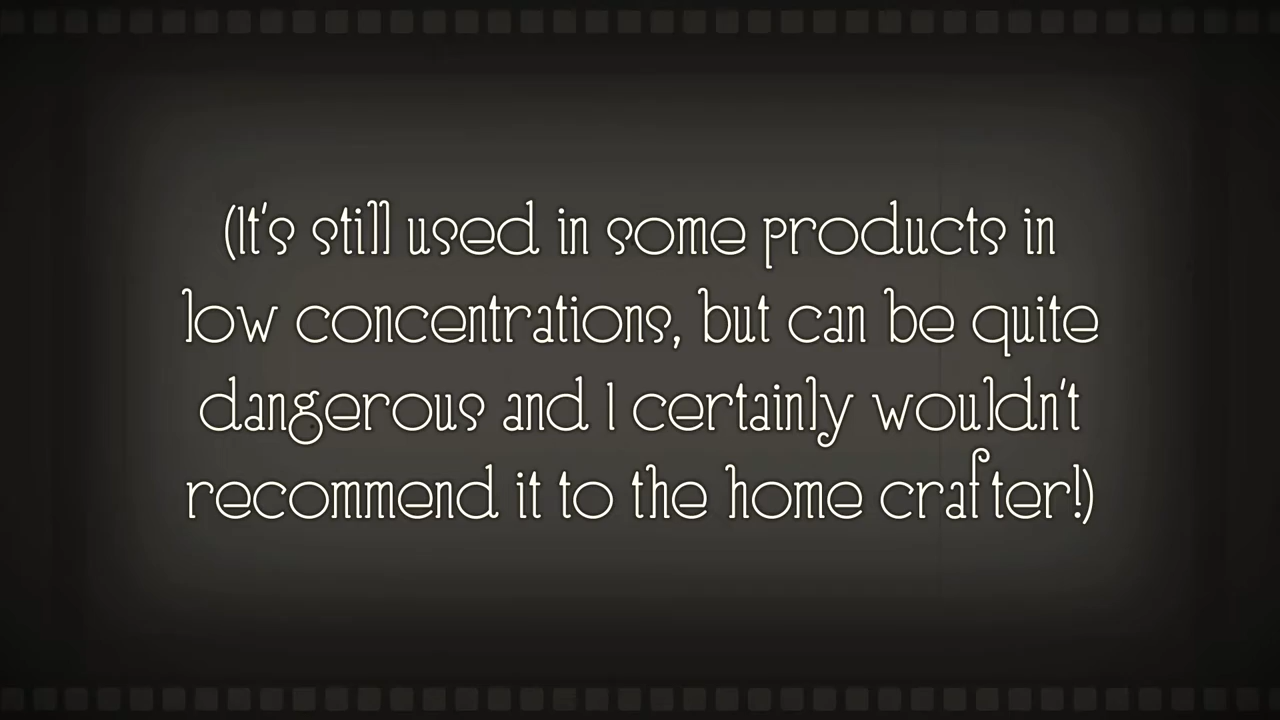 (It's still used in some products in
low concentrations, but can be quite
dangerous and I certainly wouldn't
recommend it to the home crafter!)